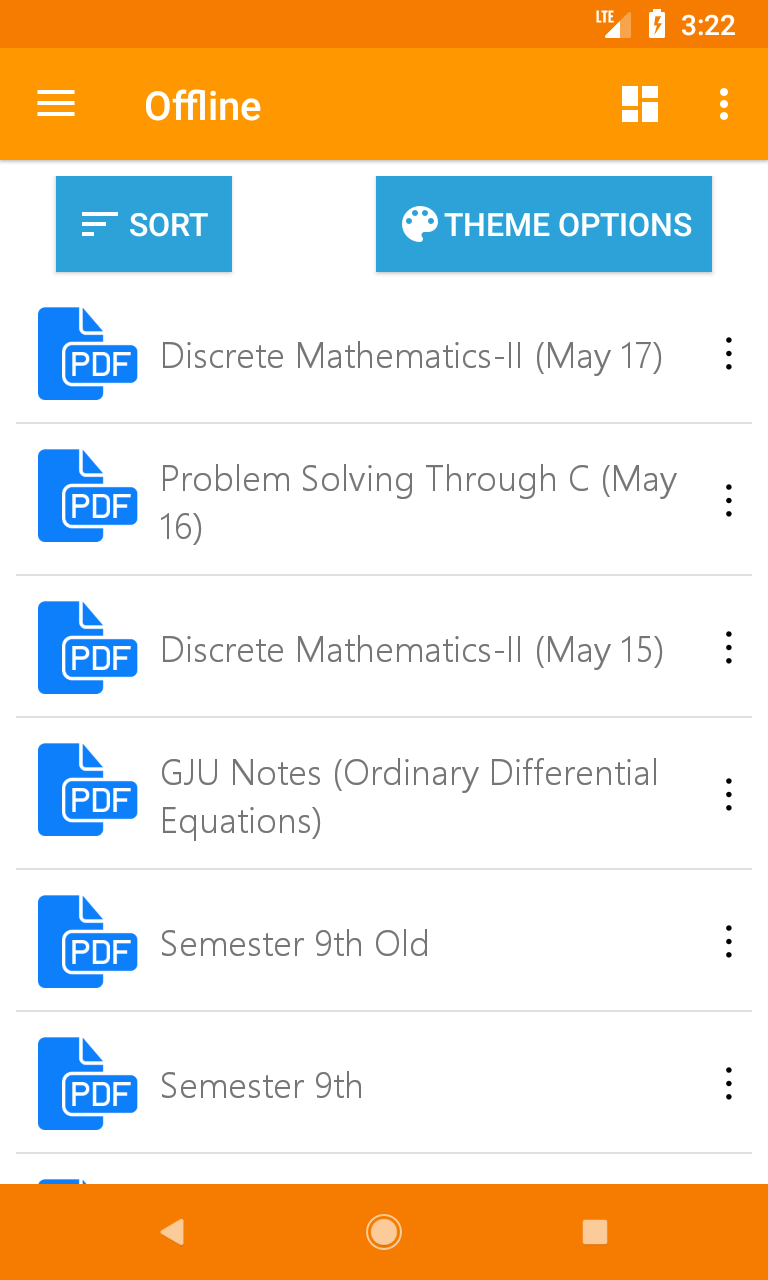 LTE 3:22
Offline
SORT THEME OPTIONS
PDF Discrete Mathematics-II (May 17)
PDF Problem Solving Through C (May
16)
PDF Discrete Mathematics-II (May 15)
PDF GJU Notes (Ordinary Differential
Equations)
PDF Semester 9th Old
PDF Semester 9th